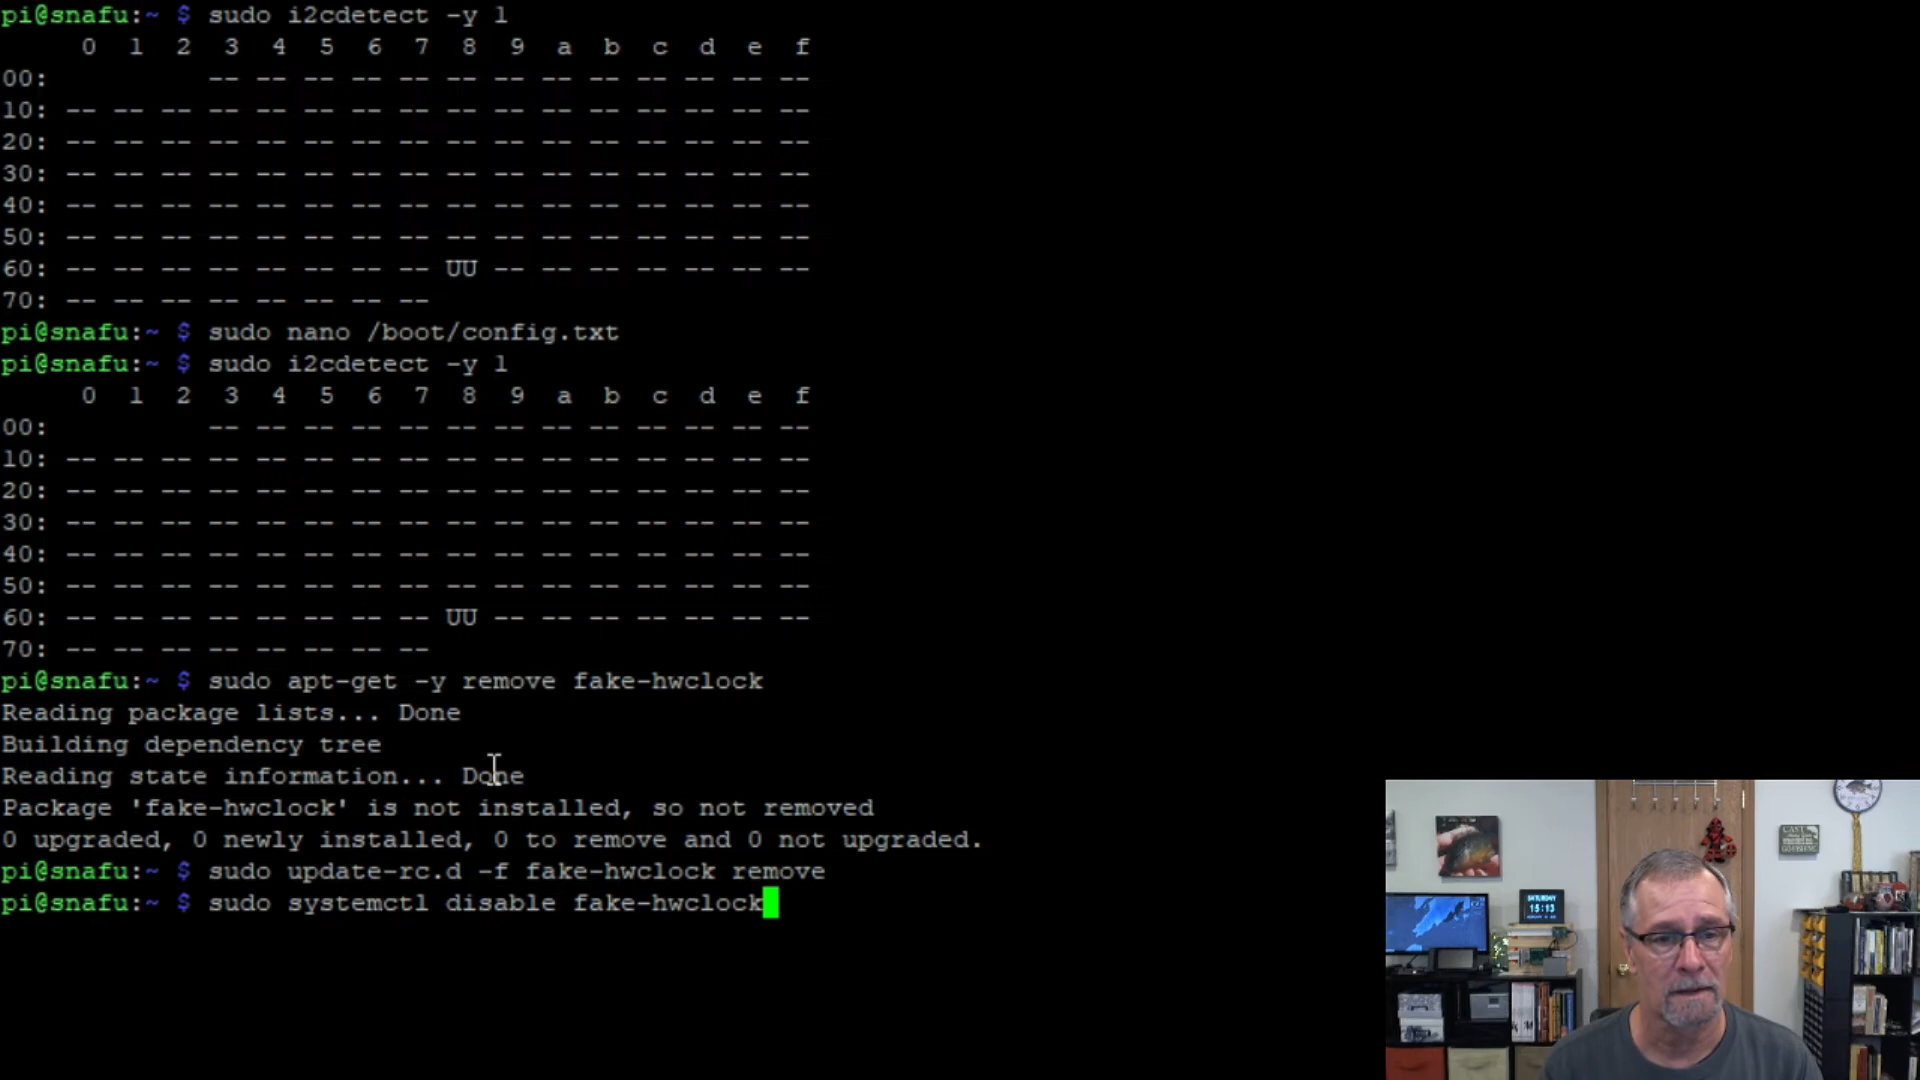 pi@snafu:~ $ sudo i2cdetect -y 1
     0  1  2  3  4  5  6  7  8  9  a  b  c  d  e  f
00:          -- -- -- -- -- -- -- -- -- -- -- -- --
10: -- -- -- -- -- -- -- -- -- -- -- -- -- -- -- --
20: -- -- -- -- -- -- -- -- -- -- -- -- -- -- -- --
30: -- -- -- -- -- -- -- -- -- -- -- -- -- -- -- --
40: -- -- -- -- -- -- -- -- -- -- -- -- -- -- -- --
50: -- -- -- -- -- -- -- -- -- -- -- -- -- -- -- --
60: -- -- -- -- -- -- -- -- UU -- -- -- -- -- -- --
70: -- -- -- -- -- -- -- --
pi@snafu:~ $ sudo nano /boot/config.txt
pi@snafu:~ $ sudo i2cdetect -y 1
     0  1  2  3  4  5  6  7  8  9  a  b  c  d  e  f
00:          -- -- -- -- -- -- -- -- -- -- -- -- --
10: -- -- -- -- -- -- -- -- -- -- -- -- -- -- -- --
20: -- -- -- -- -- -- -- -- -- -- -- -- -- -- -- --
30: -- -- -- -- -- -- -- -- -- -- -- -- -- -- -- --
40: -- -- -- -- -- -- -- -- -- -- -- -- -- -- -- --
50: -- -- -- -- -- -- -- -- -- -- -- -- -- -- -- --
60: -- -- -- -- -- -- -- -- UU -- -- -- -- -- -- --
70: -- -- -- -- -- -- -- --
pi@snafu:~ $ sudo apt-get -y remove fake-hwclock
Reading package lists... Done
Building dependency tree
Reading state information... Done
Package 'fake-hwclock' is not installed, so not removed
0 upgraded, 0 newly installed, 0 to remove and 0 not upgraded.
pi@snafu:~ $ sudo update-rc.d -f fake-hwclock remove
pi@snafu:~ $ sudo systemctl disable fake-hwclock
SATURDAY
15:13